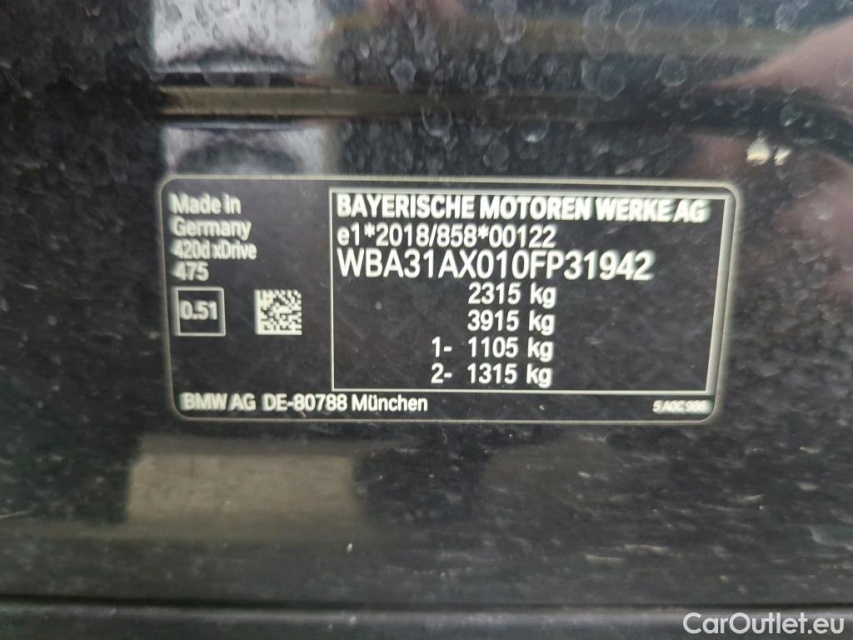 Made in
Germany
420d xDrive
475
0.51
BAYERISCHE MOTOREN WERKE AG
e1*2018/858*00122
WBA31AX010FP31942
2315 kg
3915 kg
1- 1105 kg
2- 1315 kg
BMW AG DE-80788 München
CarOutlet.eu